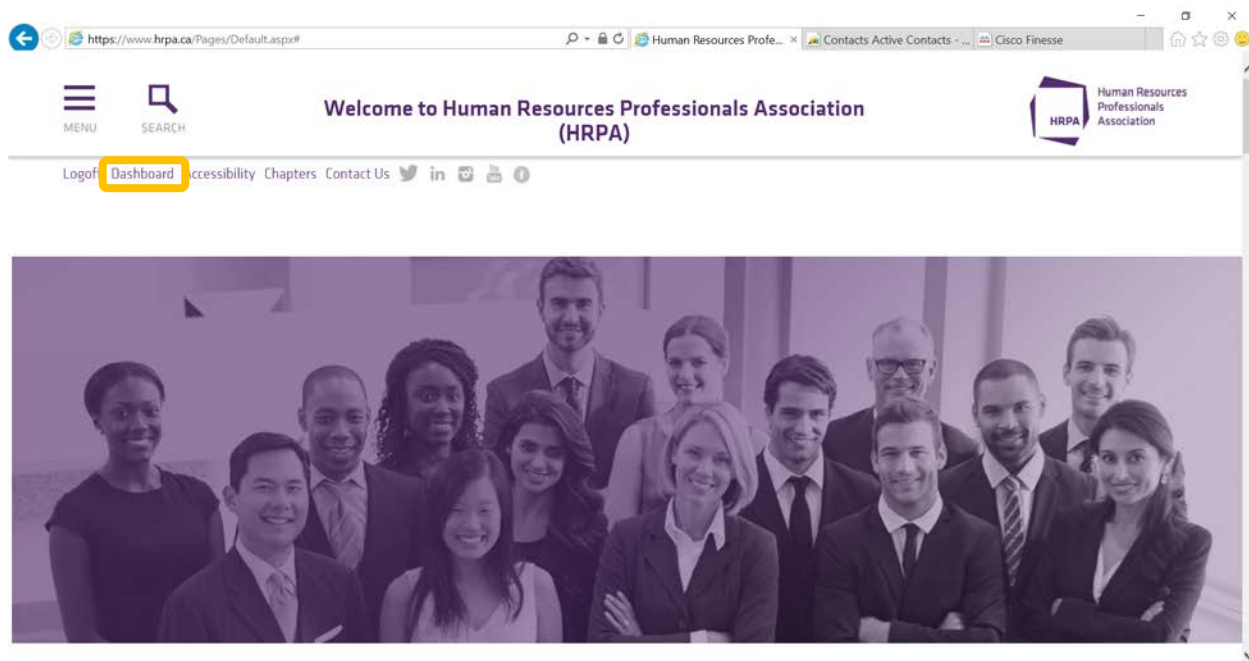 https://www.hrpa.ca/Pages/Default.aspx#
Human Resources Profe...
Contacts Active Contacts - ...
Cisco Finesse
MENU
SEARCH
Welcome to Human Resources Professionals Association
(HRPA)
HRPA
Human Resources
Professionals
Association
Logoff Dashboard Accessibility Chapters Contact Us in